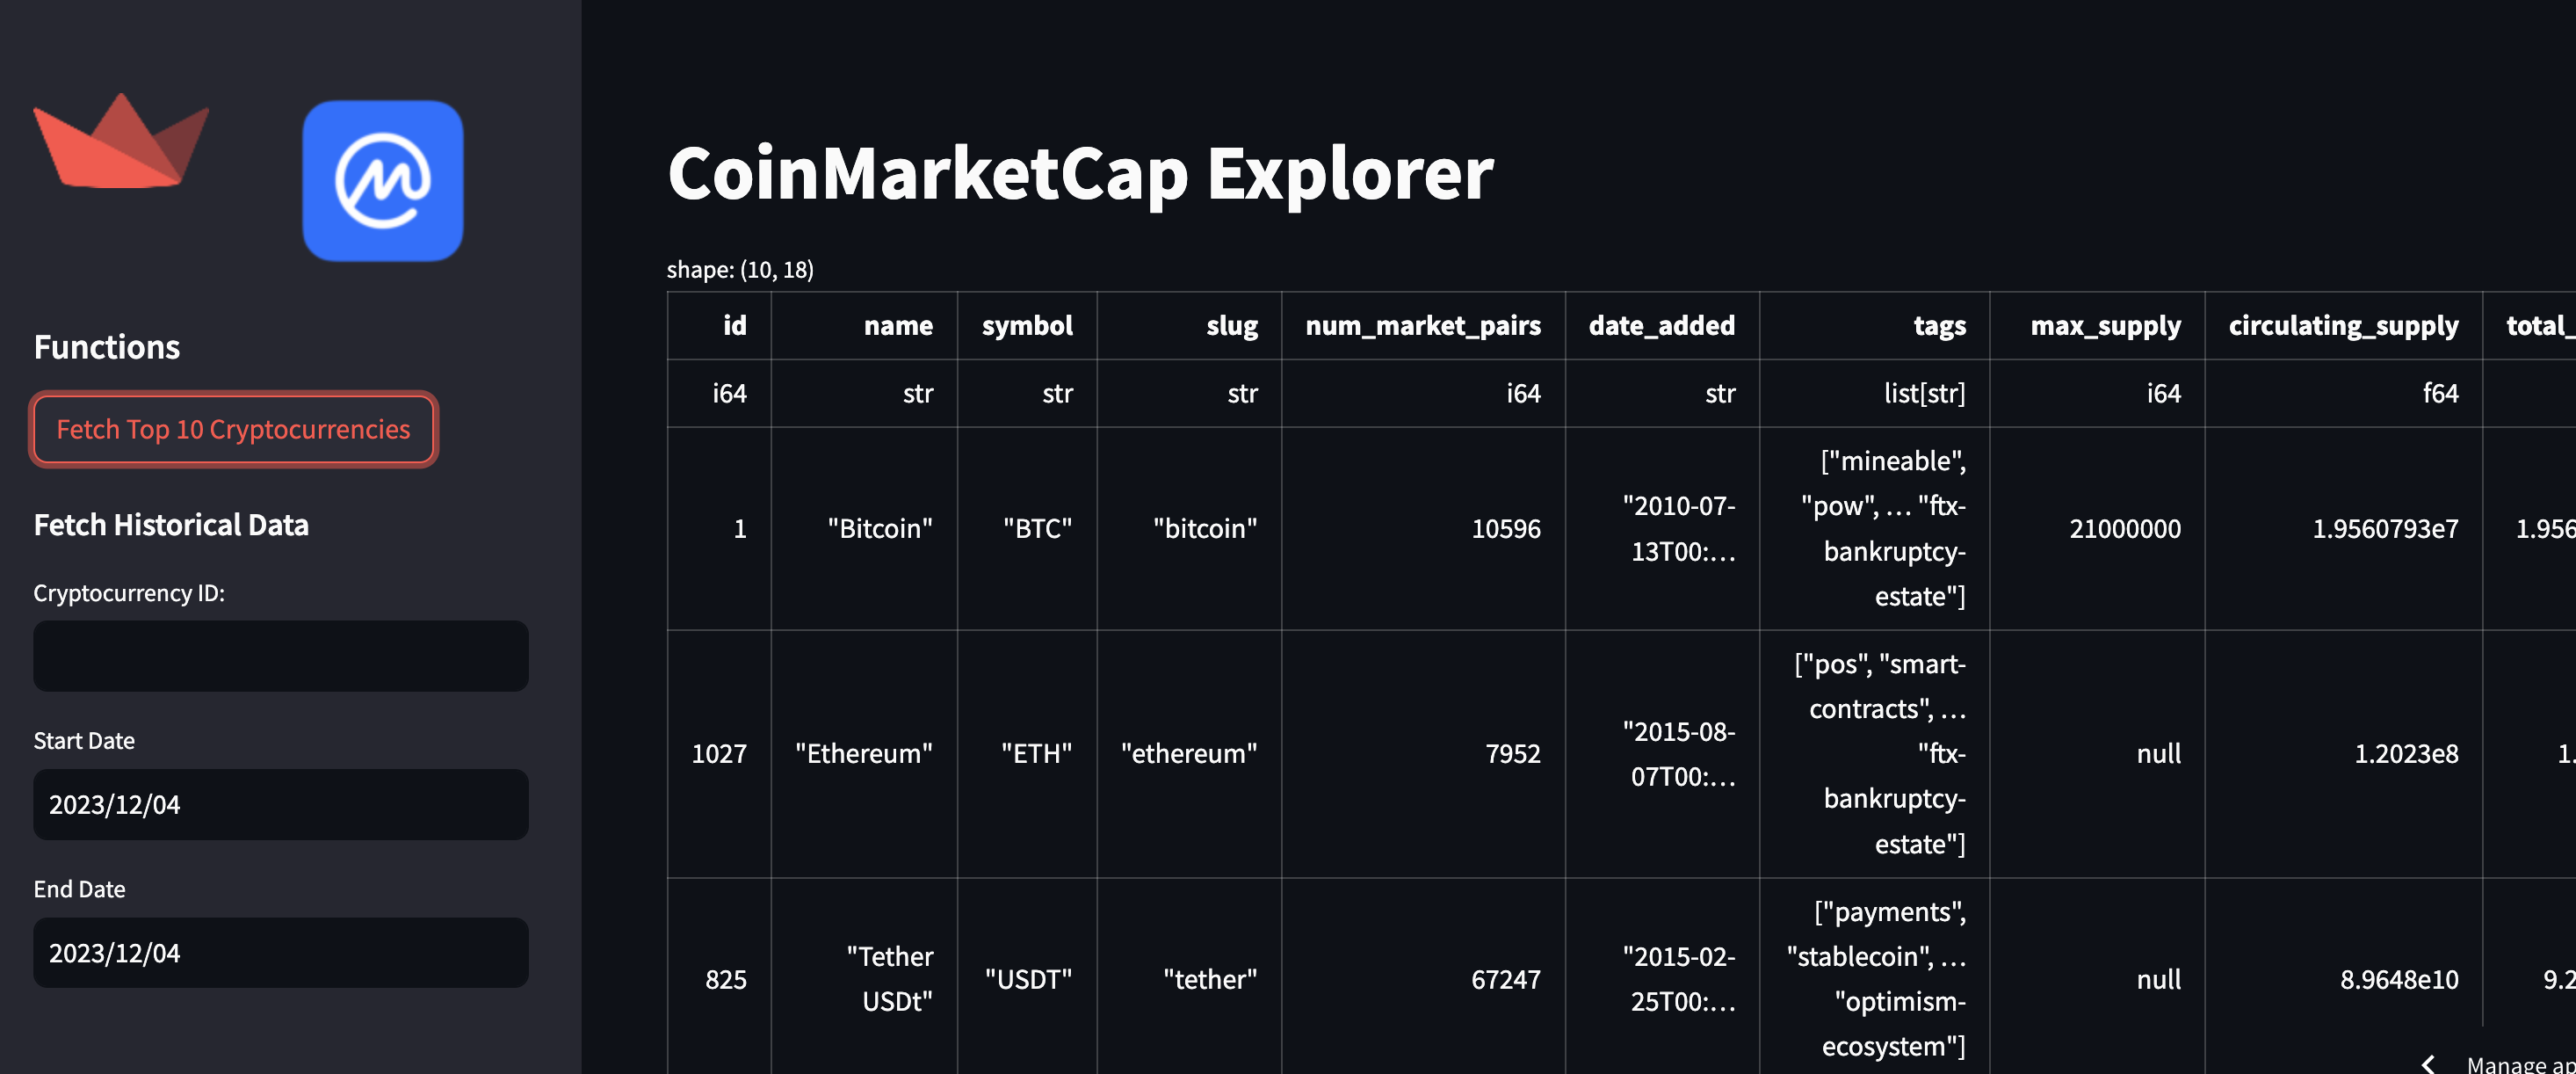 Functions
Fetch Top 10 Cryptocurrencies
Fetch Historical Data
Cryptocurrency ID:
Start Date
2023/12/04
End Date
2023/12/04
CoinMarketCap Explorer
shape: (10, 18)
id name symbol slug num_market_pairs date_added tags max_supply circulating_supply total_
i64 str str str i64 str list[str] i64 f64
1 "Bitcoin" "BTC" "bitcoin" 10596 "2010-07-
13T00:… ["mineable",
"pow", … "ftx-
bankruptcy-
estate"] 21000000 1.9560793e7 1.956
1027 "Ethereum" "ETH" "ethereum" 7952 "2015-08-
07T00:… ["pos", "smart-
contracts", …
"ftx-
bankruptcy-
estate"] null 1.2023e8 1.
825 "Tether
USDt" "USDT" "tether" 67247 "2015-02-
25T00:… ["payments",
"stablecoin", …
"optimism-
ecosystem"] null 8.9648e10 9.2
Manage ap